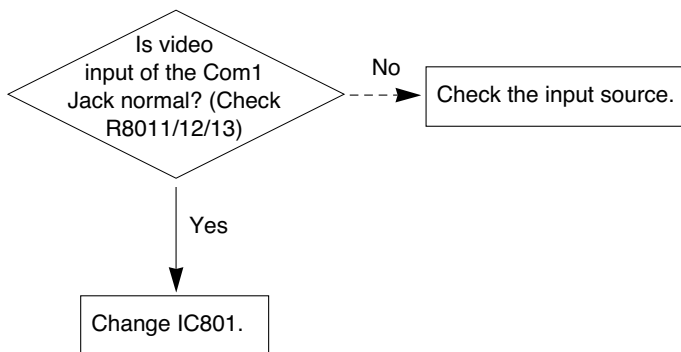 Is video
input of the Com1
Jack normal? (Check
R8011/12/13)
No
Check the input source.
Yes
Change IC801.